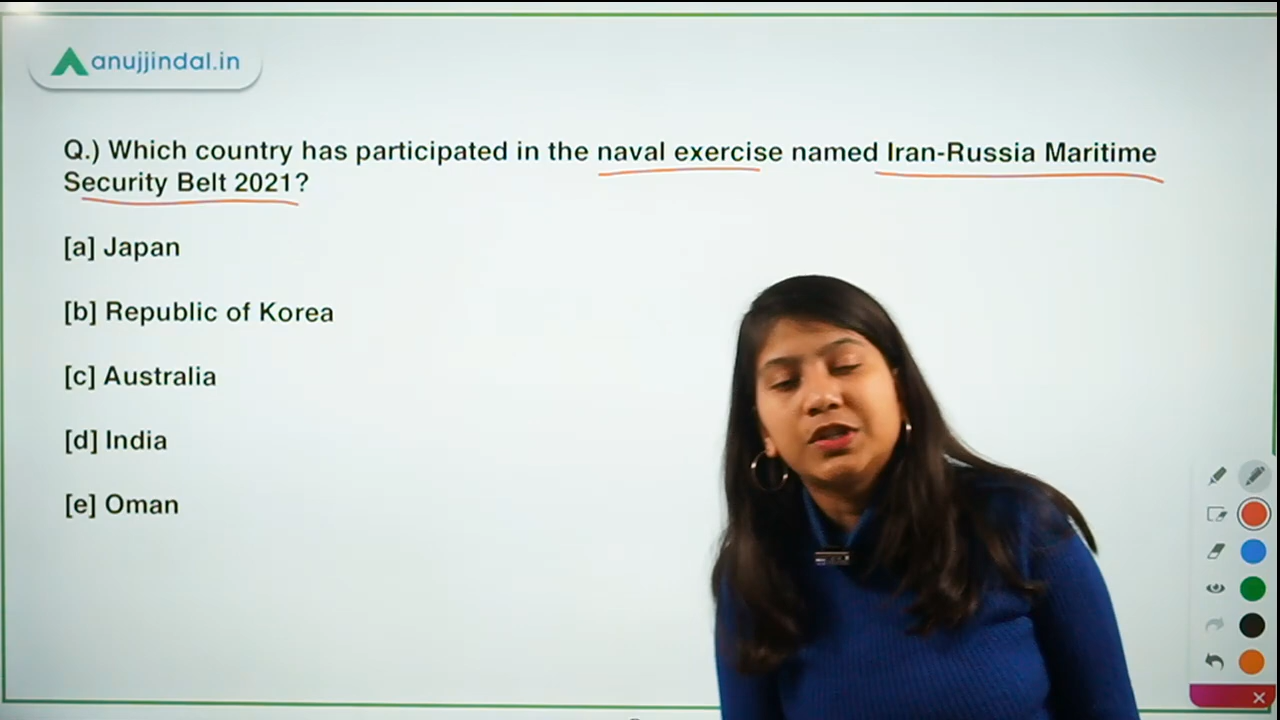 anujjindal.in
Q.) Which country has participated in the naval exercise named Iran-Russia Maritime
Security Belt 2021?
[a] Japan
[b] Republic of Korea
[c] Australia
[d] India
[e] Oman